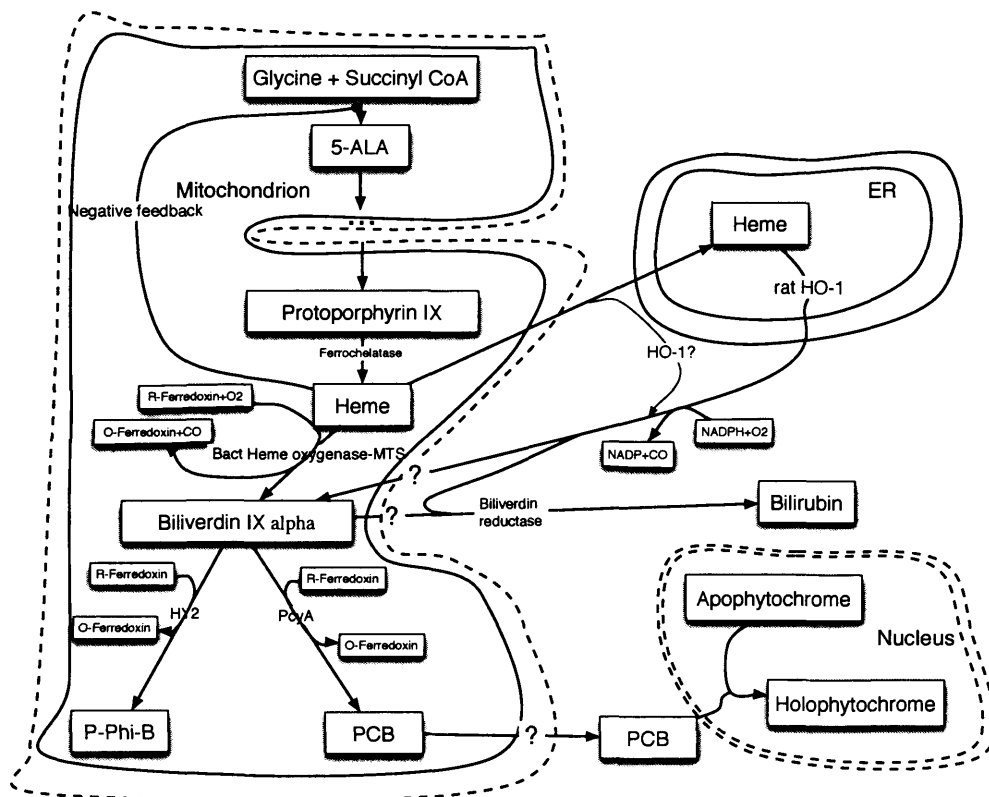 Glycine + Succinyl CoA
5-ALA
Mitochondrion
Negative feedback
...
ER
Heme
rat HO-1
Protoporphyrin IX
Ferrochelatase
HO-1?
Heme
R-Ferredoxin+O2
O-Ferredoxin+CO
Bact Heme oxygenase-MTS
NADPH+O2
NADP+CO
?
Biliverdin IX alpha
?
Biliverdin
reductase
Bilirubin
R-Ferredoxin
R-Ferredoxin
HY2
PcyA
O-Ferredoxin
O-Ferredoxin
Apophytochrome
Nucleus
Holophytochrome
P-Phi-B
PCB
?
PCB